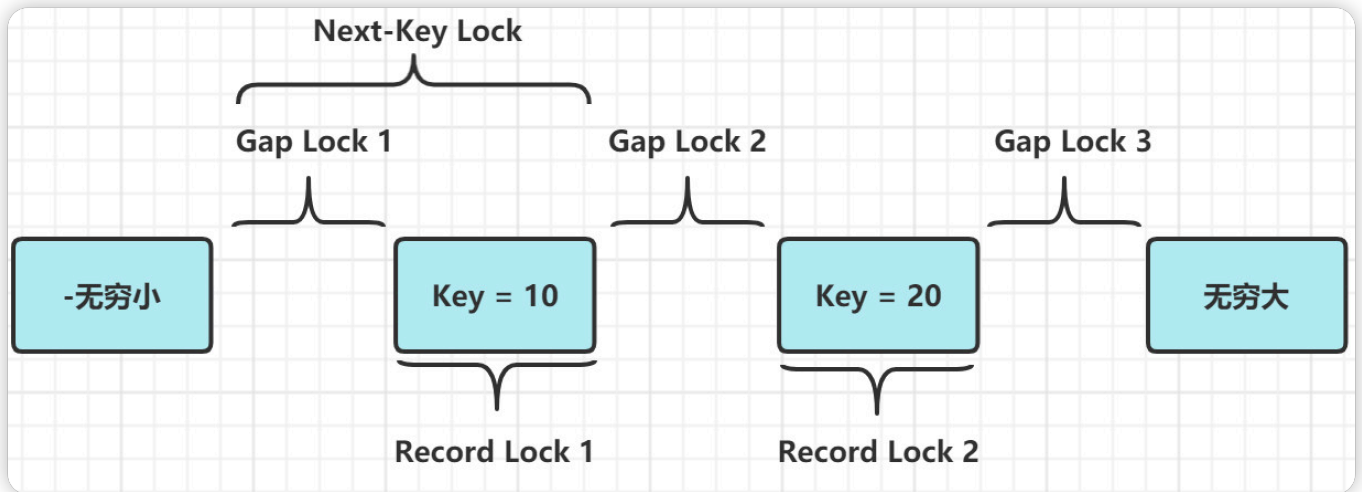 Next-Key Lock
Gap Lock 1
Gap Lock 2
Gap Lock 3
-无穷小
Key = 10
Key = 20
无穷大
Record Lock 1
Record Lock 2